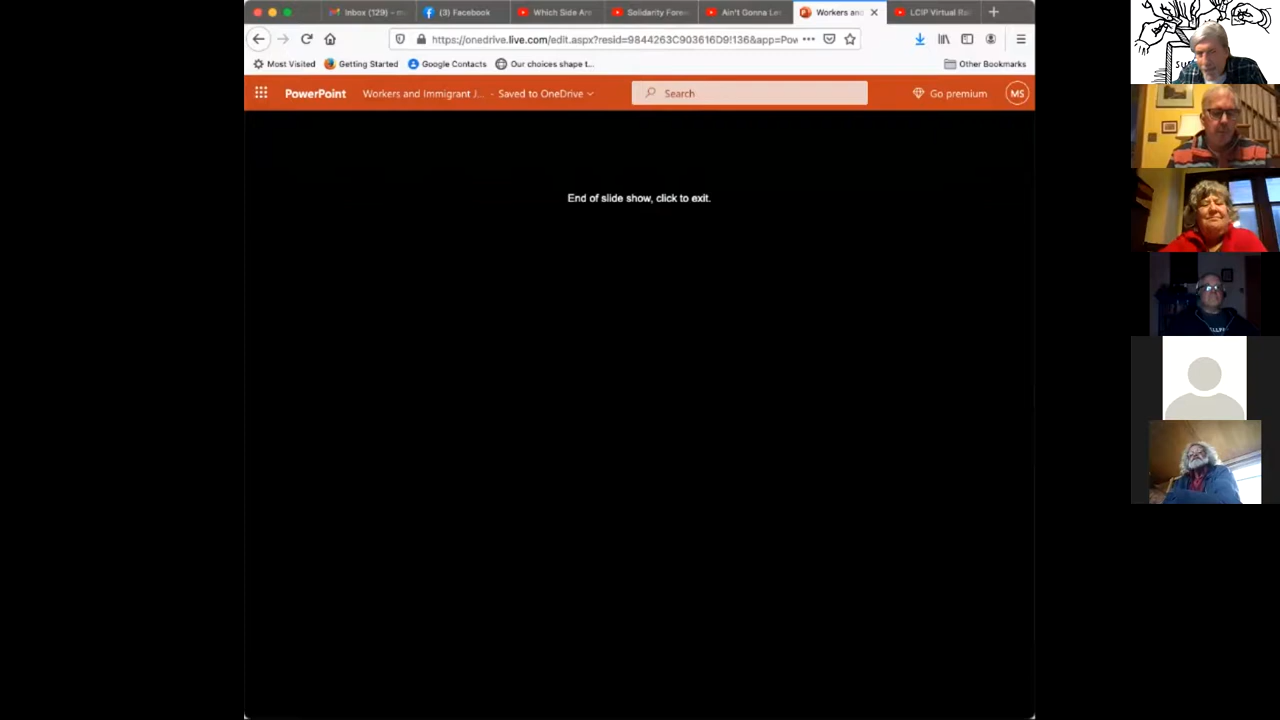 Inbox (129) – m
(3) Facebook
Which Side Are
Solidarity Forev
Ain't Gonna Let
Workers and
LCIP Virtual Ral
https://onedrive.live.com/edit.aspx?resid=9844263C903616D9!136&app=Pow
Most Visited
Getting Started
Google Contacts
Our choices shape t...
Other Bookmarks
PowerPoint
Workers and Immigrant J... - Saved to OneDrive
Search
Go premium
MS
End of slide show, click to exit.